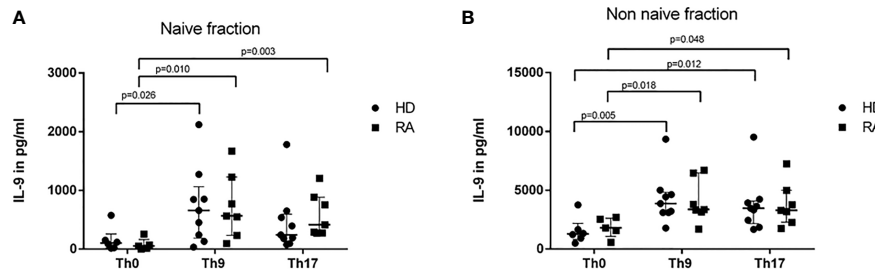 A
Naive fraction
p=0.003
p=0.010
p=0.026
3000
2000
1000
0
IL-9 in pg/ml
Th0
Th9
Th17
HD
RA
B
Non naive fraction
p=0.048
p=0.012
p=0.018
p=0.005
15000
10000
5000
0
IL-9 in pg/ml
Th0
Th9
Th17
HD
RA